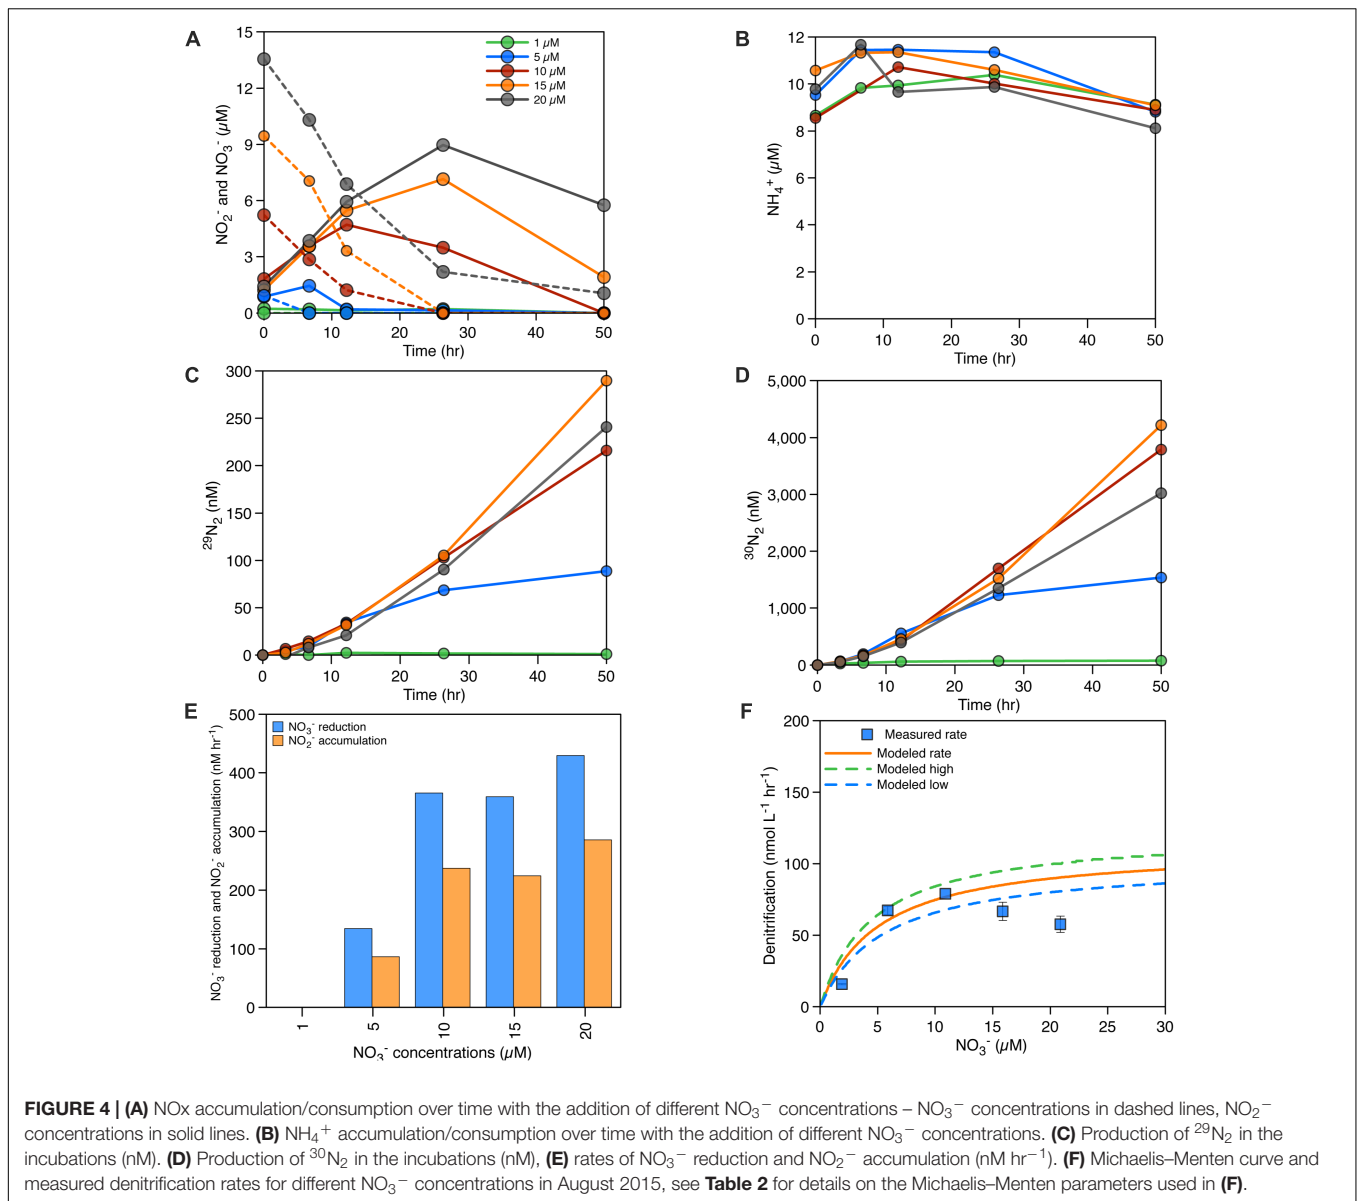 A
15
12
9
6
3
0
NO₂⁻ and NO₃⁻ (µM)
1 µM
5 µM
10 µM
15 µM
20 µM
0 10 20 30 40 50
Time (hr)
B
12
10
8
6
4
2
0
NH₄⁺ (µM)
0 10 20 30 40 50
Time (hr)
C
300
250
200
150
100
50
0
²⁹N₂ (nM)
0 10 20 30 40 50
Time (hr)
D
5,000
4,000
3,000
2,000
1,000
0
³⁰N₂ (nM)
0 10 20 30 40 50
Time (hr)
E
500
400
300
200
100
0
NO₃⁻ reduction and NO₂⁻ accumulation (nM hr⁻¹)
NO₃⁻ reduction
NO₂⁻ accumulation
1 5 10 15 20
NO₃⁻ concentrations (µM)
F
200
150
100
50
0
Denitrification (nmol L⁻¹ hr⁻¹)
Measured rate
Modeled rate
Modeled high
Modeled low
0 5 10 15 20 25 30
NO₃⁻ (µM)
FIGURE 4 | (A) NOx accumulation/consumption over time with the addition of different NO₃⁻ concentrations – NO₃⁻ concentrations in dashed lines, NO₂⁻
concentrations in solid lines. (B) NH₄⁺ accumulation/consumption over time with the addition of different NO₃⁻ concentrations. (C) Production of ²⁹N₂ in the
incubations (nM). (D) Production of ³⁰N₂ in the incubations (nM), (E) rates of NO₃⁻ reduction and NO₂⁻ accumulation (nM hr⁻¹). (F) Michaelis–Menten curve and
measured denitrification rates for different NO₃⁻ concentrations in August 2015, see Table 2 for details on the Michaelis–Menten parameters used in (F).